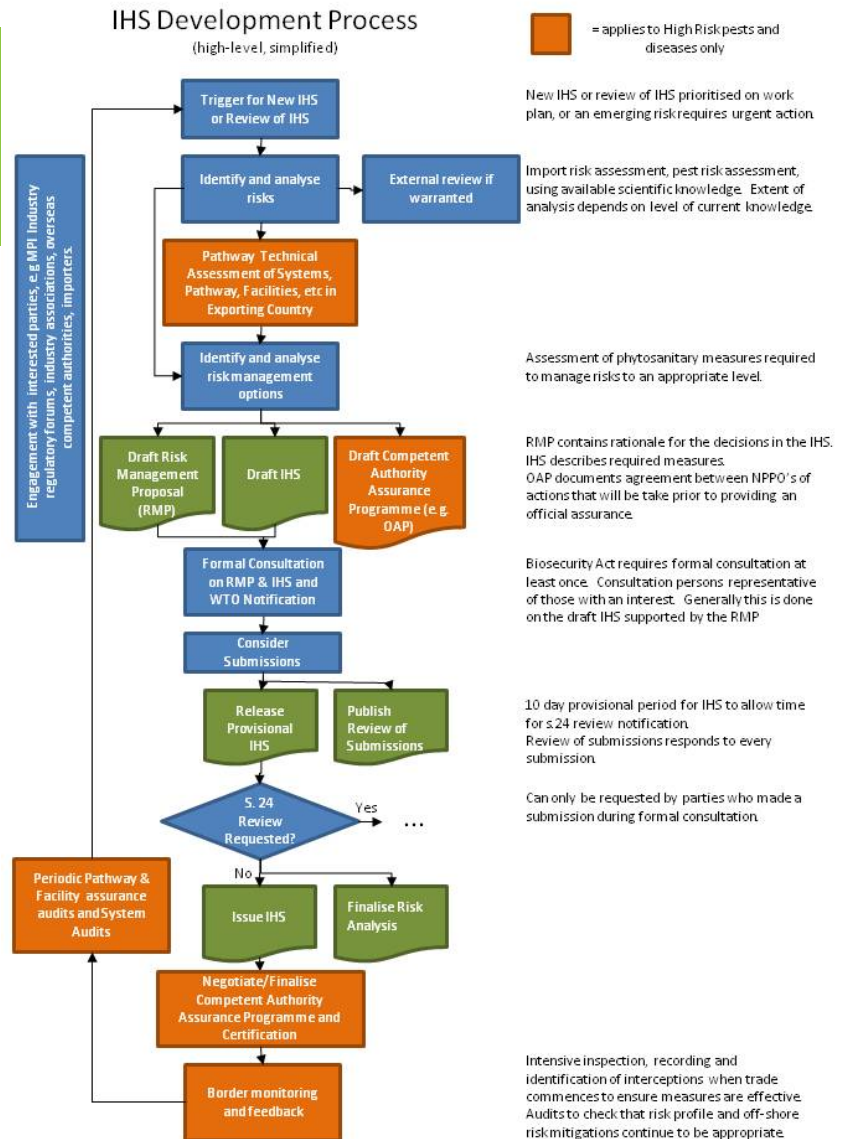 IHS Development Process
(high-level, simplified)
= applies to High Risk pests and
diseases only
Trigger for New IHS
or Review of IHS
New IHS or review of IHS prioritised on work
plan, or an emerging risk requires urgent action.
Engagement with interested parties, e.g MPI Industry
regulatory forums, industry associations, overseas
competent authorities, importers.
Identify and analyse
risks
External review if
warranted
Import risk assessment, pest risk assessment,
using available scientific knowledge. Extent of
analysis depends on level of current knowledge.
Pathway Technical
Assessment of Systems,
Pathway, Facilities, etc in
Exporting Country
Identify and analyse
risk management
options
Assessment of phytosanitary measures required
to manage risks to an appropriate level.
Draft Risk
Management
Proposal
(RMP)
Draft IHS
Draft Competent
Authority
Assurance
Programme (e.g.
OAP)
RMP contains rationale for the decisions in the IHS.
IHS describes required measures.
OAP documents agreement between NPPO's of
actions that will be take prior to providing an
official assurance.
Formal Consultation
on RMP & IHS and
WTO Notification
Biosecurity Act requires formal consultation at
least once. Consultation persons representative
of those with an interest. Generally this is done
on the draft IHS supported by the RMP
Consider
Submissions
Release
Provisional
IHS
Publish
Review of
Submissions
10 day provisional period for IHS to allow time
for s.24 review notification.
Review of submissions responds to every
submission.
S. 24
Review
Requested?
Yes
...
Can only be requested by parties who made a
submission during formal consultation.
No
Periodic Pathway &
Facility assurance
audits and System
Audits
Issue IHS
Finalise Risk
Analysis
Negotiate/Finalise
Competent Authority
Assurance Programme and
Certification
Border monitoring
and feedback
Intensive inspection, recording and
identification of interceptions when trade
commences to ensure measures are effective.
Audits to check that risk profile and off-shore
risk mitigations continue to be appropriate.